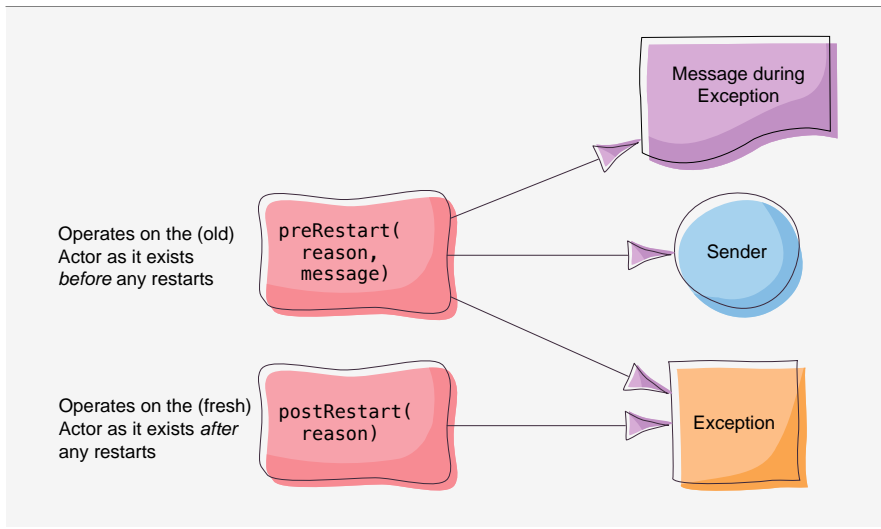 Message during
Exception
Operates on the (old)
Actor as it exists
before any restarts
preRestart(
reason,
message)
Sender
Operates on the (fresh)
Actor as it exists after
any restarts
postRestart(
reason)
Exception